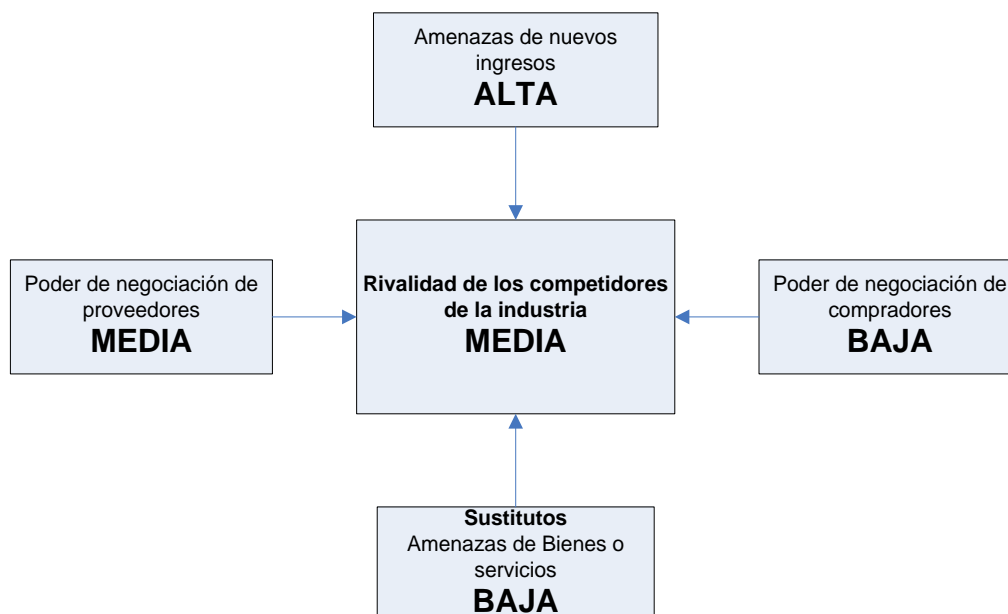 Amenazas de nuevos
ingresos
ALTA
Poder de negociación de
proveedores
MEDIA
Rivalidad de los competidores
de la industria
MEDIA
Poder de negociación de
compradores
BAJA
Sustitutos
Amenazas de Bienes o
servicios
BAJA